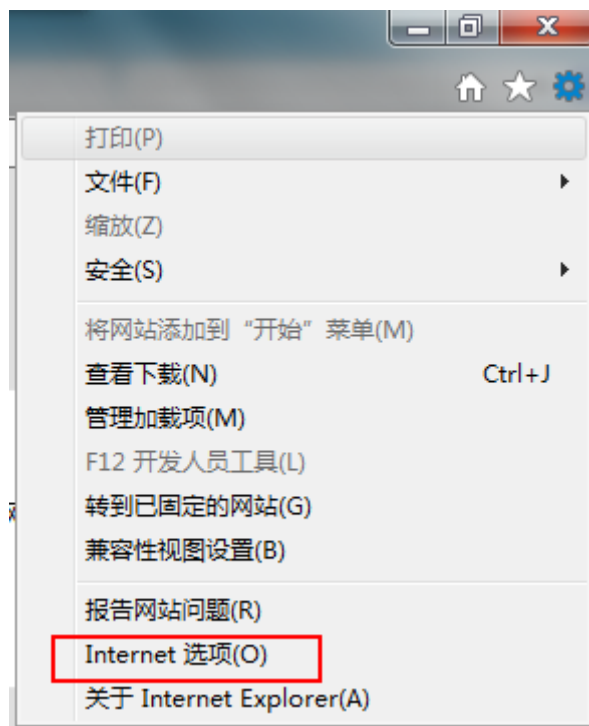 打印(P)
文件(F)
缩放(Z)
安全(S)
将网站添加到“开始”菜单(M)
查看下载(N) Ctrl+J
管理加载项(M)
F12 开发人员工具(L)
转到已固定的网站(G)
兼容性视图设置(B)
报告网站问题(R)
Internet 选项(O)
关于 Internet Explorer(A)